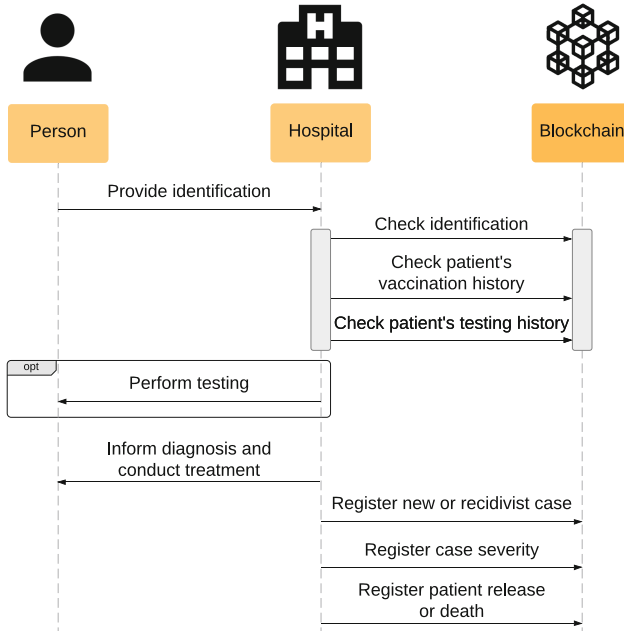 H
Person
Hospital
Blockchain
Provide identification
Check identification
Check patient's
vaccination history
Check patient's testing history
opt
Perform testing
Inform diagnosis and
conduct treatment
Register new or recidivist case
Register case severity
Register patient release
or death